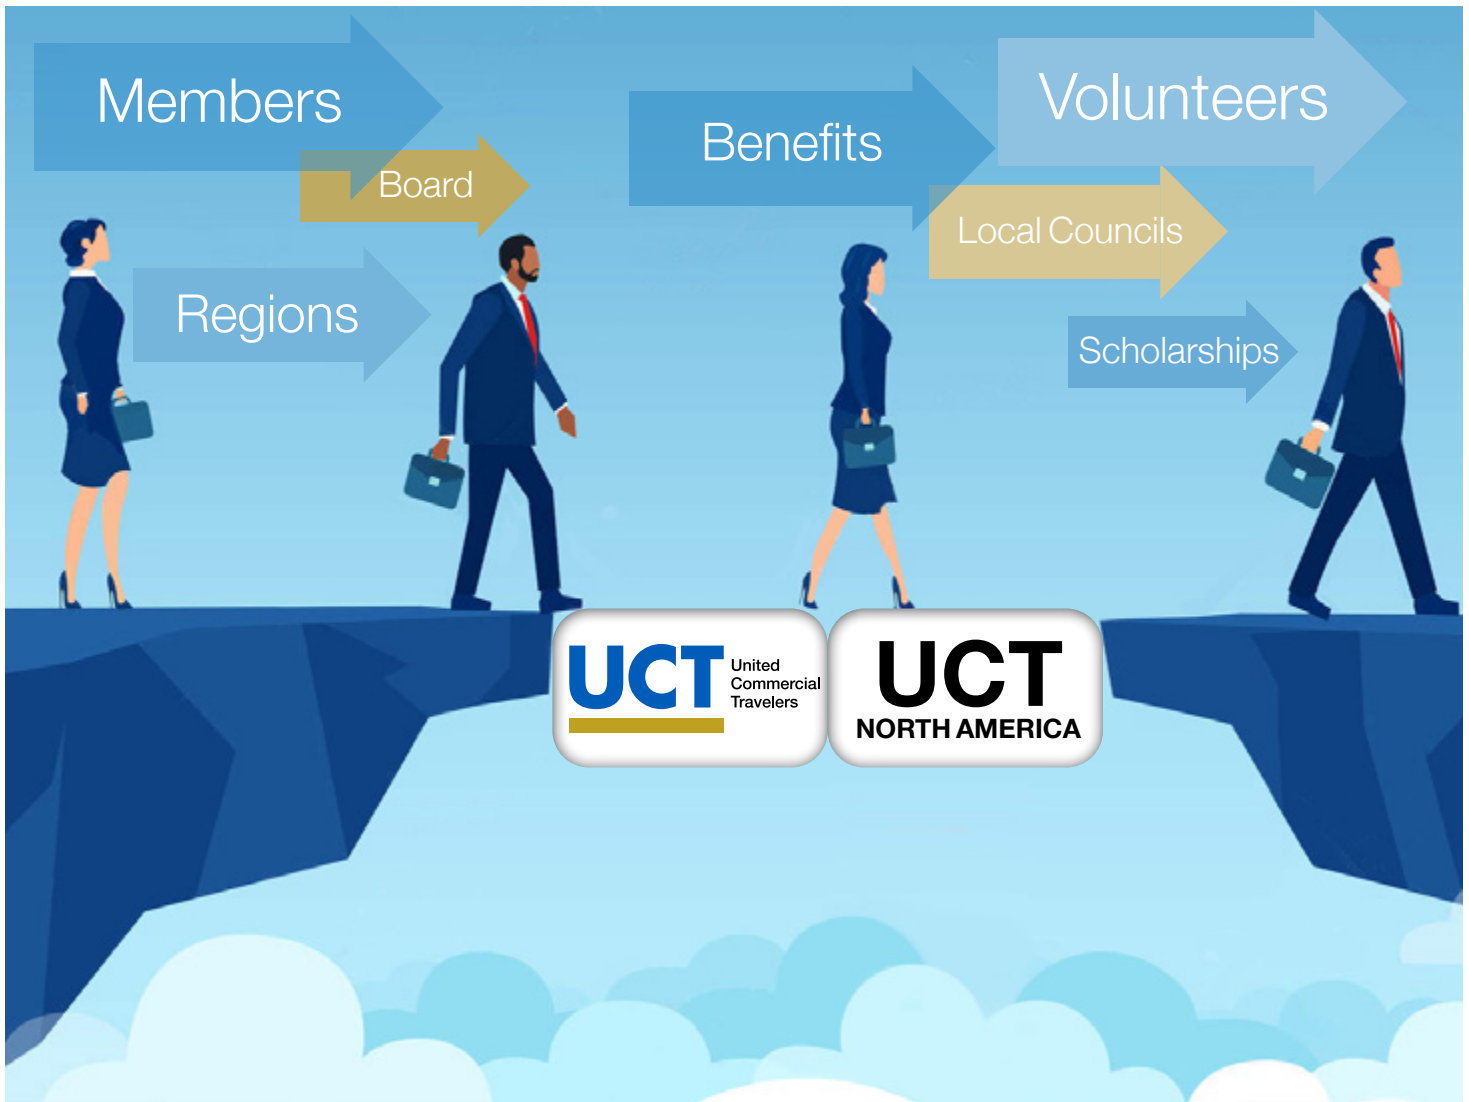 Members
Board
Regions
Benefits
Volunteers
Local Councils
Scholarships
UCT
United
Commercial
Travelers
UCT
NORTH AMERICA